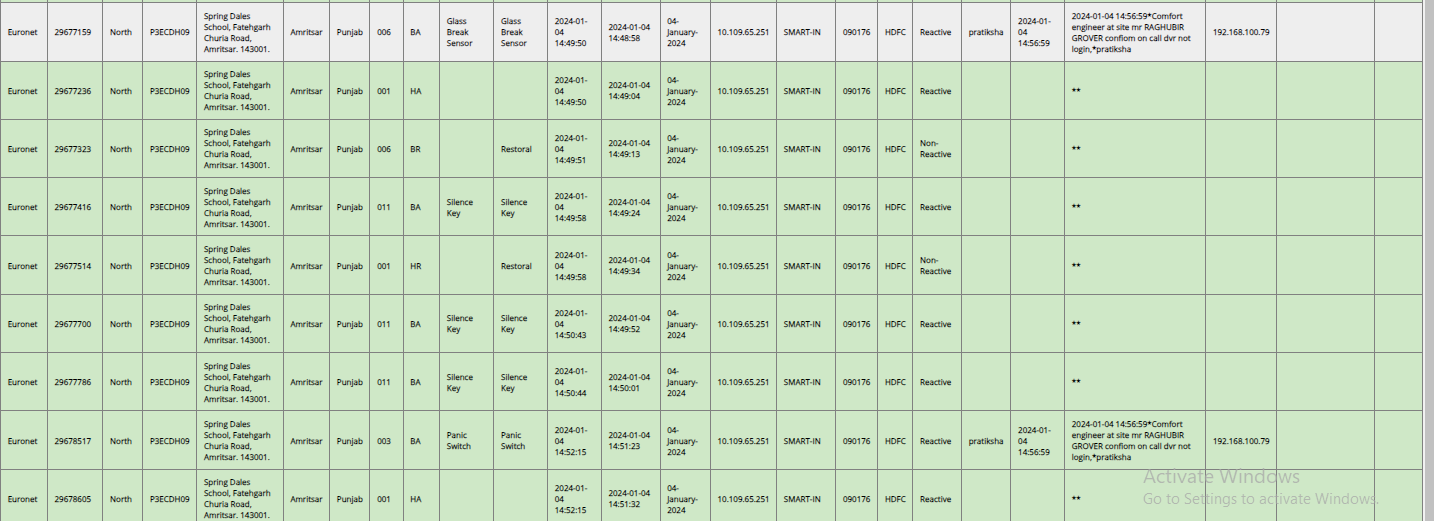 Euronet 29677159 North P3ECDH09 Spring Dales School, Fatehgarh Churia Road, Amritsar. 143001. Amritsar Punjab 006 BA Glass Break Sensor Glass Break Sensor 2024-01-04 14:49:50 2024-01-04 14:48:58 04-January-2024 10.109.65.251 SMART-IN 090176 HDFC Reactive pratiksha 2024-01-04 14:56:59 2024-01-04 14:56:59*Comfort engineer at site mr RAGHUBIR GROVER confiom on call dvr not login,*pratiksha 192.168.100.79
Euronet 29677236 North P3ECDH09 Spring Dales School, Fatehgarh Churia Road, Amritsar. 143001. Amritsar Punjab 001 HA 2024-01-04 14:49:50 2024-01-04 14:49:04 04-January-2024 10.109.65.251 SMART-IN 090176 HDFC Reactive **
Euronet 29677323 North P3ECDH09 Spring Dales School, Fatehgarh Churia Road, Amritsar. 143001. Amritsar Punjab 006 BR Restoral 2024-01-04 14:49:51 2024-01-04 14:49:13 04-January-2024 10.109.65.251 SMART-IN 090176 HDFC Non-Reactive **
Euronet 29677416 North P3ECDH09 Spring Dales School, Fatehgarh Churia Road, Amritsar. 143001. Amritsar Punjab 011 BA Silence Key Silence Key 2024-01-04 14:49:58 2024-01-04 14:49:24 04-January-2024 10.109.65.251 SMART-IN 090176 HDFC Reactive **
Euronet 29677514 North P3ECDH09 Spring Dales School, Fatehgarh Churia Road, Amritsar. 143001. Amritsar Punjab 001 HR Restoral 2024-01-04 14:49:58 2024-01-04 14:49:34 04-January-2024 10.109.65.251 SMART-IN 090176 HDFC Non-Reactive **
Euronet 29677700 North P3ECDH09 Spring Dales School, Fatehgarh Churia Road, Amritsar. 143001. Amritsar Punjab 011 BA Silence Key Silence Key 2024-01-04 14:50:43 2024-01-04 14:49:52 04-January-2024 10.109.65.251 SMART-IN 090176 HDFC Reactive **
Euronet 29677786 North P3ECDH09 Spring Dales School, Fatehgarh Churia Road, Amritsar. 143001. Amritsar Punjab 011 BA Silence Key Silence Key 2024-01-04 14:50:44 2024-01-04 14:50:01 04-January-2024 10.109.65.251 SMART-IN 090176 HDFC Reactive **
Euronet 29678517 North P3ECDH09 Spring Dales School, Fatehgarh Churia Road, Amritsar. 143001. Amritsar Punjab 003 BA Panic Switch Panic Switch 2024-01-04 14:52:15 2024-01-04 14:51:23 04-January-2024 10.109.65.251 SMART-IN 090176 HDFC Reactive pratiksha 2024-01-04 14:56:59 2024-01-04 14:56:59*Comfort engineer at site mr RAGHUBIR GROVER confiom on call dvr not login,*pratiksha 192.168.100.79
Euronet 29678605 North P3ECDH09 Spring Dales School, Fatehgarh Churia Road, Amritsar. 143001. Amritsar Punjab 001 HA 2024-01-04 14:52:15 2024-01-04 14:51:32 04-January-2024 10.109.65.251 SMART-IN 090176 HDFC Reactive **
Activate Windows
Go to Settings to activate Windows.